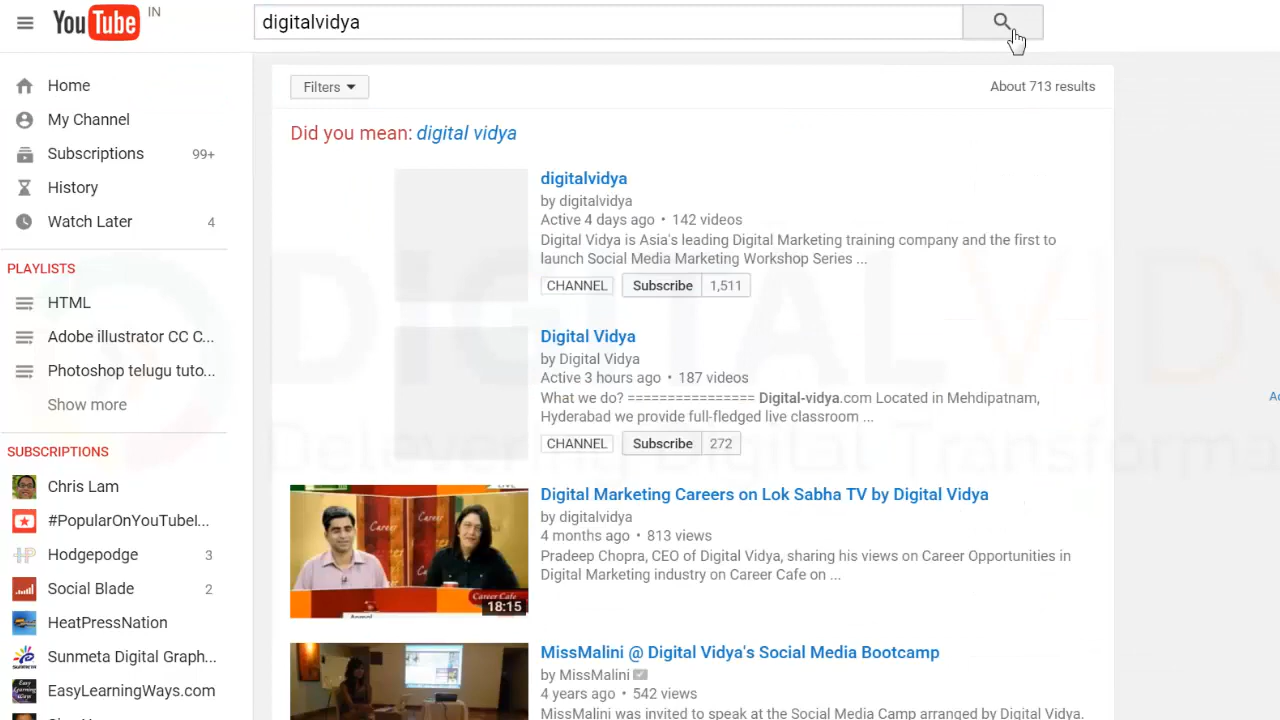 YouTube IN
digitalvidya
Home
My Channel
Subscriptions 99+
History
Watch Later 4
PLAYLISTS
HTML
Adobe illustrator CC C...
Photoshop telugu tuto...
Show more
SUBSCRIPTIONS
Chris Lam
#PopularOnYouTubeI...
Hodgepodge 3
Social Blade 2
HeatPressNation
Sunmeta Digital Graph...
EasyLearningWays.com
Filters
About 713 results
Did you mean: digital vidya
digitalvidya
by digitalvidya
Active 4 days ago • 142 videos
Digital Vidya is Asia's leading Digital Marketing training company and the first to
launch Social Media Marketing Workshop Series ...
CHANNEL Subscribe 1,511
Digital Vidya
by Digital Vidya
Active 3 hours ago • 187 videos
What we do? ================ Digital-vidya.com Located in Mehdipatnam,
Hyderabad we provide full-fledged live classroom ...
CHANNEL Subscribe 272
Digital Marketing Careers on Lok Sabha TV by Digital Vidya
by digitalvidya
4 months ago • 813 views
Pradeep Chopra, CEO of Digital Vidya, sharing his views on Career Opportunities in
Digital Marketing industry on Career Cafe on ...
Career Cafe
18:15
MissMalini @ Digital Vidya's Social Media Bootcamp
by MissMalini
4 years ago • 542 views
MissMalini was invited to speak at the Social Media Camp arranged by Digital Vidya.
DIGITAL VIDY
Delevering Digital Transforma